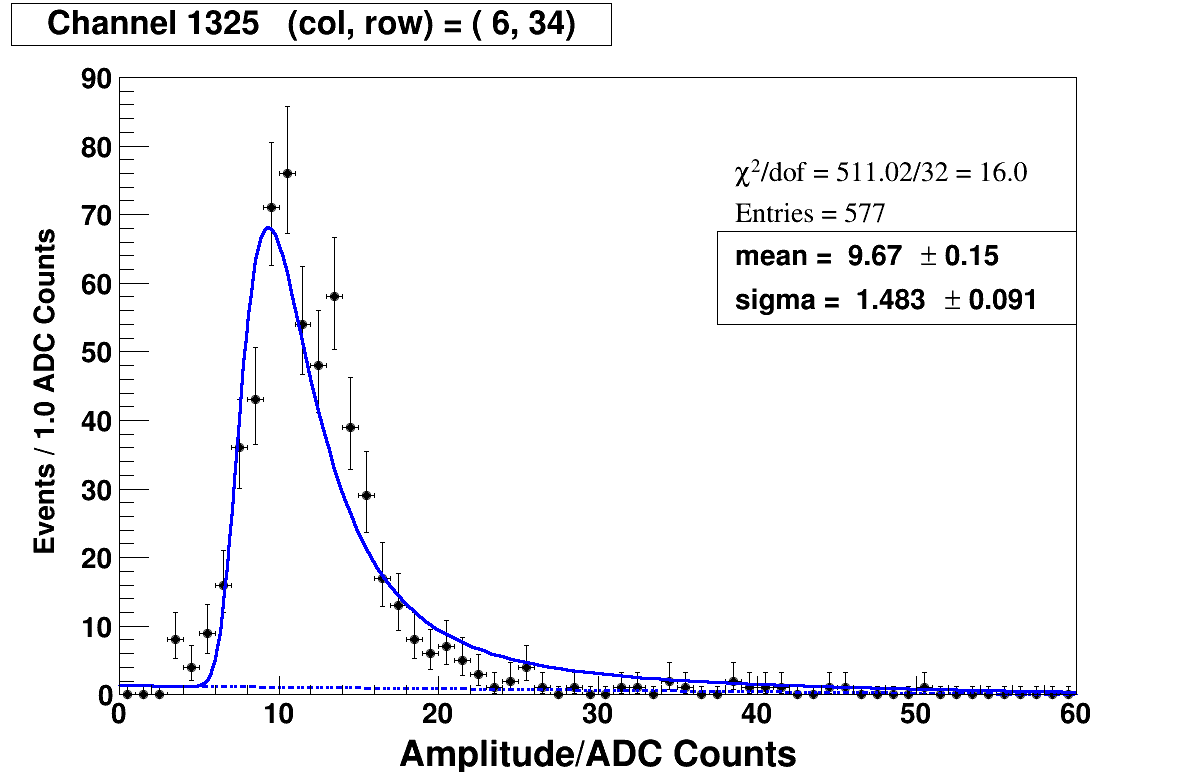 Channel 1325 (col, row) = ( 6, 34)
90
80
70
60
50
40
30
20
10
0
Events / 1.0 ADC Counts
χ²/dof = 511.02/32 = 16.0
Entries = 577
mean = 9.67 ± 0.15
sigma = 1.483 ± 0.091
0 10 20 30 40 50 60
Amplitude/ADC Counts